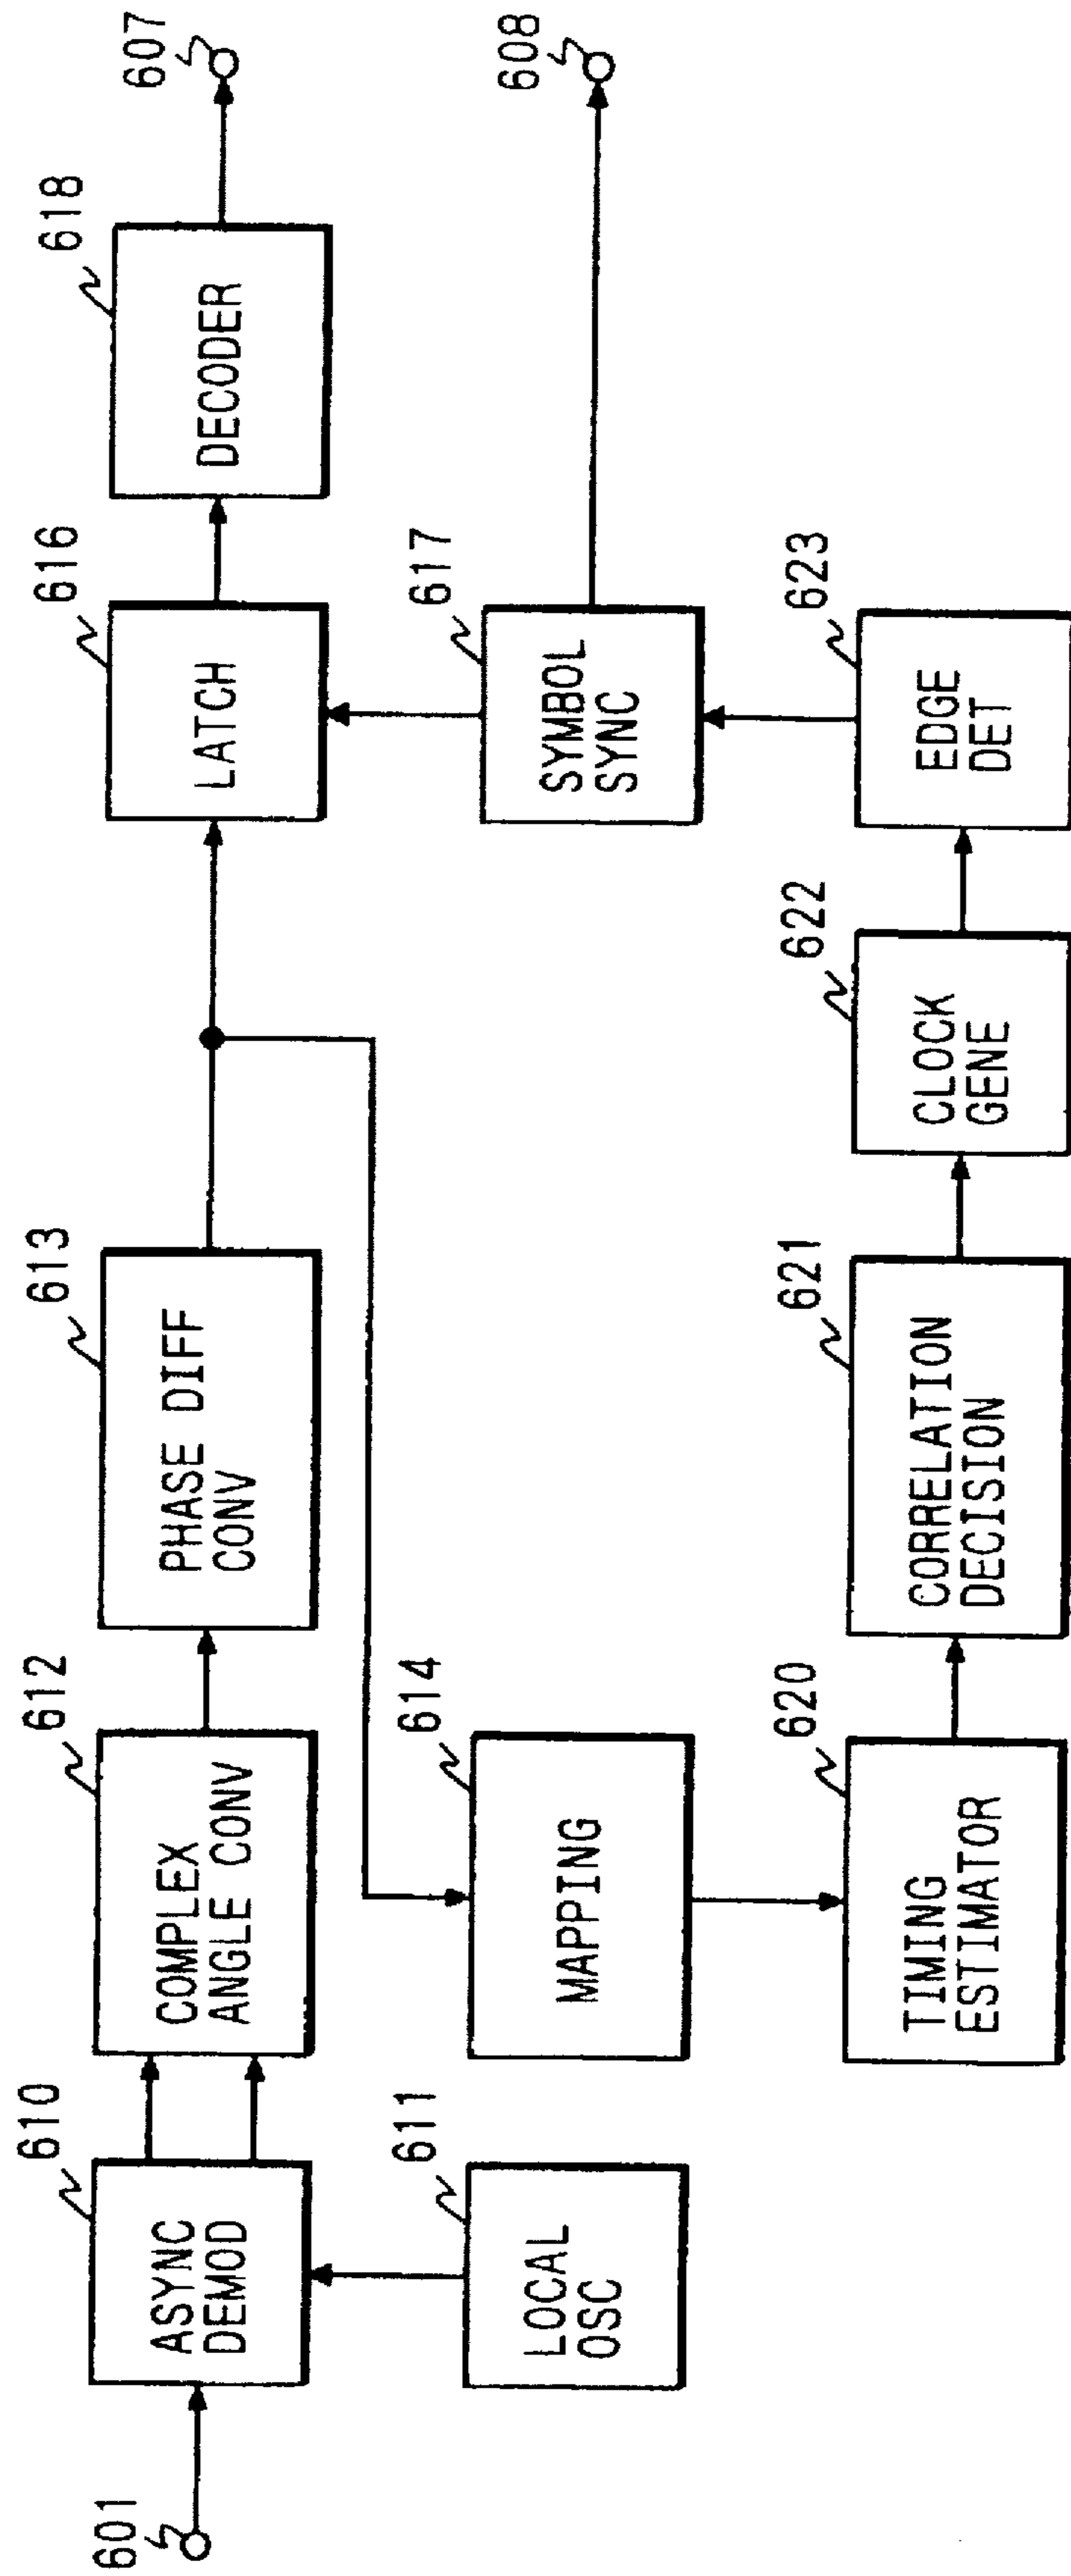 601
610
ASYNC
DEMOD
611
LOCAL
OSC
612
COMPLEX
ANGLE CONV
613
PHASE DIFF
CONV
616
LATCH
618
DECODER
607
614
MAPPING
617
SYMBOL
SYNC
608
620
TIMING
ESTIMATOR
621
CORRELATION
DECISION
622
CLOCK
GENE
623
EDGE
DET